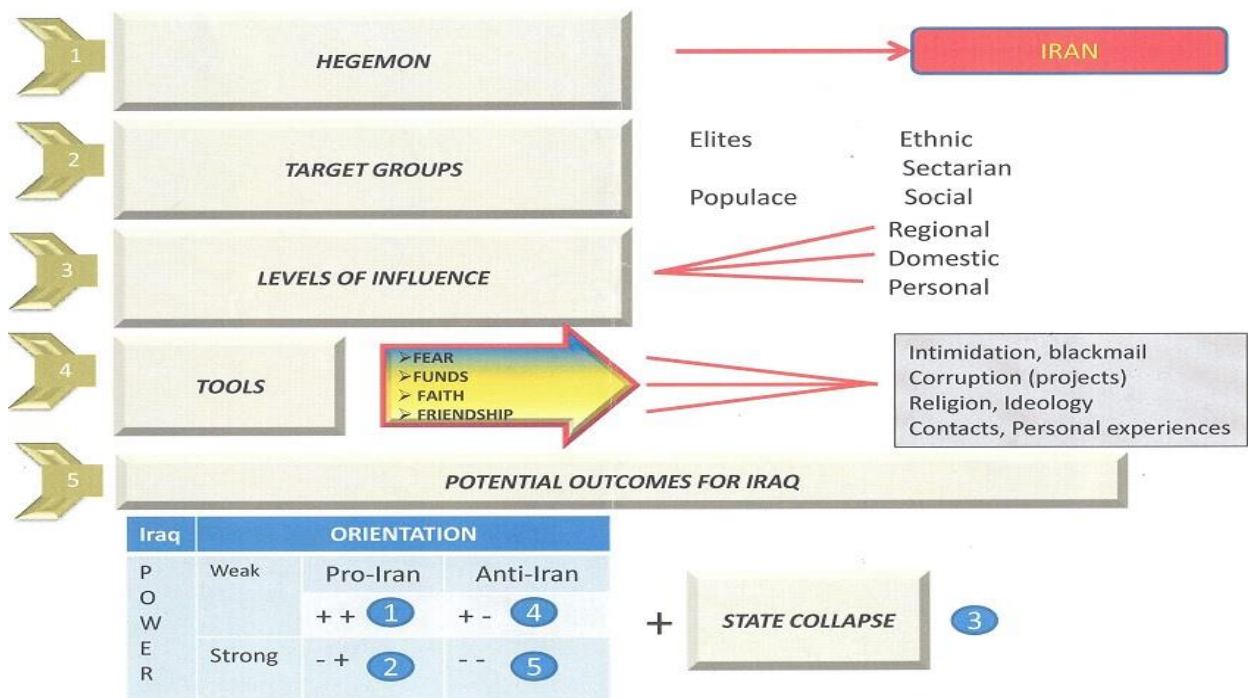 1
HEGEMON
IRAN
2
TARGET GROUPS
Elites Ethnic
Sectarian
Populace Social
3
LEVELS OF INFLUENCE
Regional
Domestic
Personal
4
TOOLS
➢FEAR
➢FUNDS
➢ FAITH
➢ FRIENDSHIP
Intimidation, blackmail
Corruption (projects)
Religion, Ideology
Contacts, Personal experiences
5
POTENTIAL OUTCOMES FOR IRAQ
Iraq ORIENTATION
P
O
W
E
R
Weak Pro-Iran Anti-Iran
+ + 1 + - 4
Strong - + 2 - - 5
+ STATE COLLAPSE 3